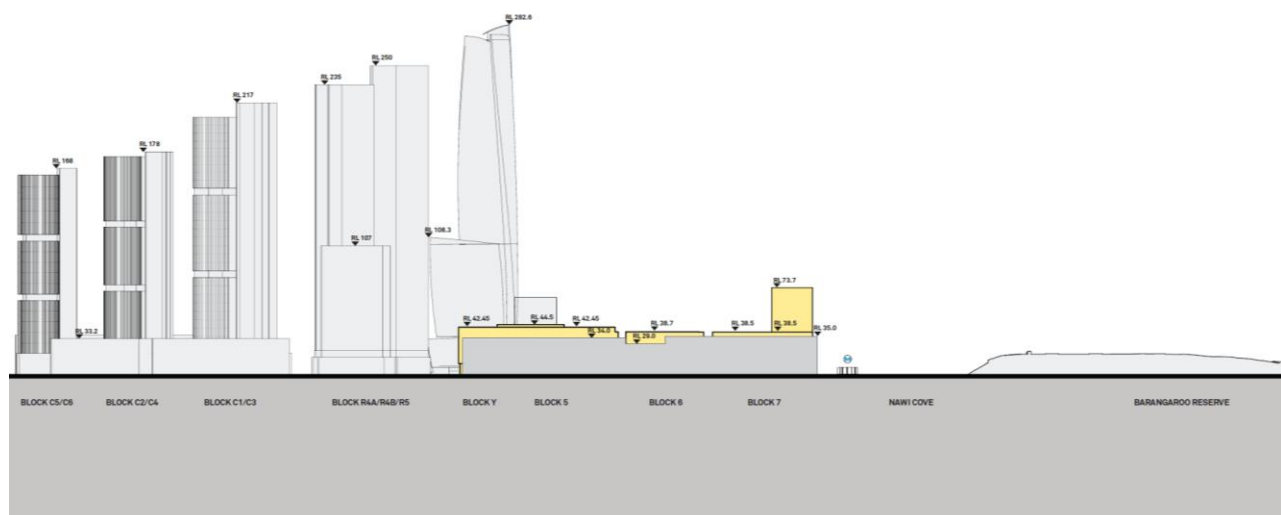 RL 282.6
RL 250
RL 235
RL 217
RL 178
RL 168
RL 108.3
RL 107
RL 73.7
RL 33.2
RL 42.45
RL 44.5
RL 42.45
RL 34.0
RL 38.7
RL 29.0
RL 38.5
RL 38.5
RL 35.0
M
BLOCK C5/C6
BLOCK C2/C4
BLOCK C1/C3
BLOCK R4A/R4B/R5
BLOCK Y
BLOCK 5
BLOCK 6
BLOCK 7
NAWI COVE
BARANGAROO RESERVE